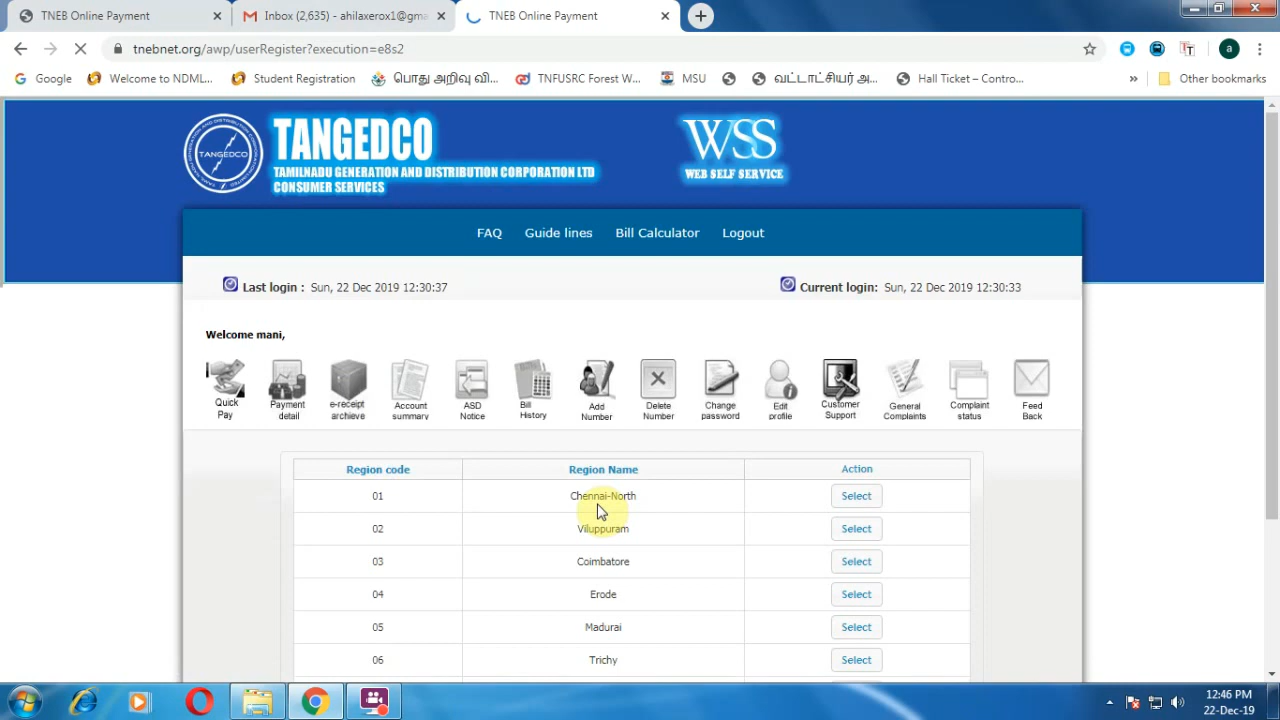 TNEB Online Payment
Inbox (2,635) - ahilaxerox1@gma
TNEB Online Payment
tnebnet.org/awp/userRegister?execution=e8s2
a
Google
Welcome to NDML...
Student Registration
பொது அறிவு வி...
TNFUSRC Forest W...
MSU
வட்டாட்சியர் அ...
Hall Ticket – Contro...
»
Other bookmarks
TANGEDCO
TANGEDCO
TAMILNADU GENERATION AND DISTRIBUTION CORPORATION LTD
CONSUMER SERVICES
WSS
WEB SELF SERVICE
FAQ Guide lines Bill Calculator Logout
Last login : Sun, 22 Dec 2019 12:30:37
Current login: Sun, 22 Dec 2019 12:30:33
Welcome mani,
Quick
Pay
Payment
detail
e-receipt
archieve
Account
summary
ASD
Notice
Bill
History
Add
Number
Delete
Number
Change
password
Edit
profile
Customer
Support
General
Complaints
Complaint
status
Feed
Back
Region code Region Name Action
01 Chennai-North Select
02 Viluppuram Select
03 Coimbatore Select
04 Erode Select
05 Madurai Select
06 Trichy Select
12:46 PM
22-Dec-19